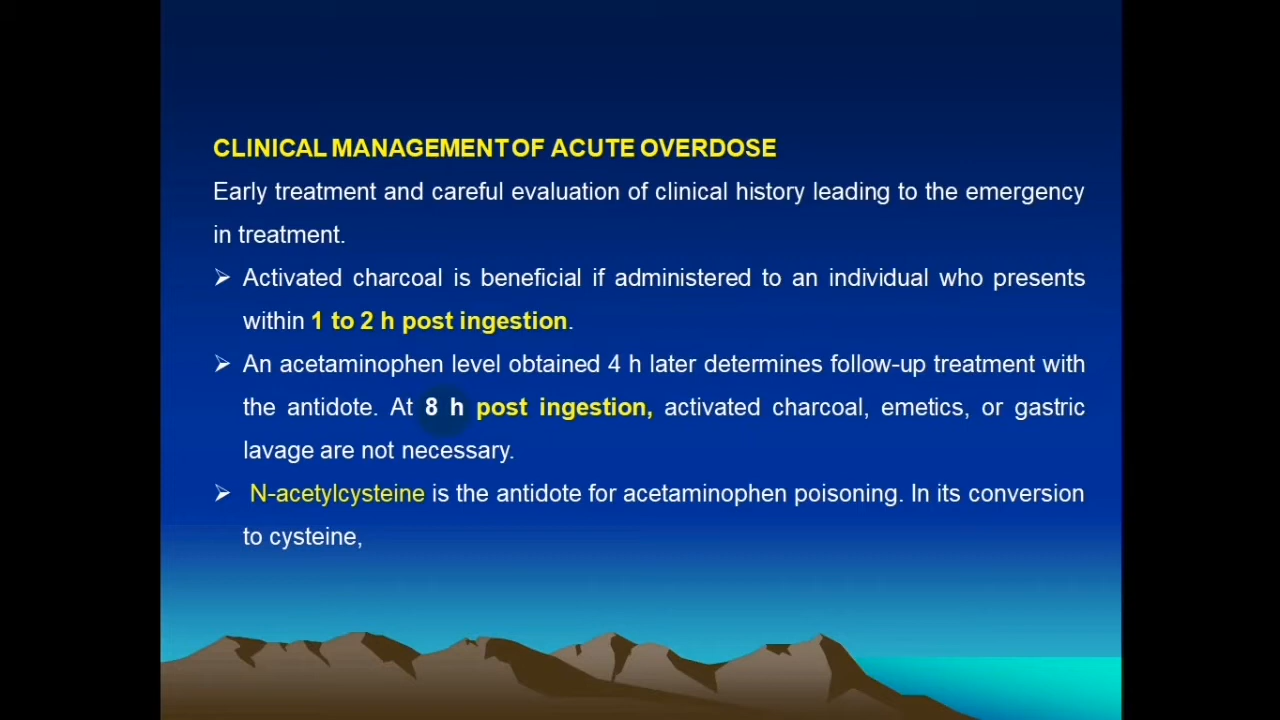 CLINICAL MANAGEMENT OF ACUTE OVERDOSE
Early treatment and careful evaluation of clinical history leading to the emergency
in treatment.
➢ Activated charcoal is beneficial if administered to an individual who presents
within 1 to 2 h post ingestion.
➢ An acetaminophen level obtained 4 h later determines follow-up treatment with
the antidote. At 8 h post ingestion, activated charcoal, emetics, or gastric
lavage are not necessary.
➢ N-acetylcysteine is the antidote for acetaminophen poisoning. In its conversion
to cysteine,